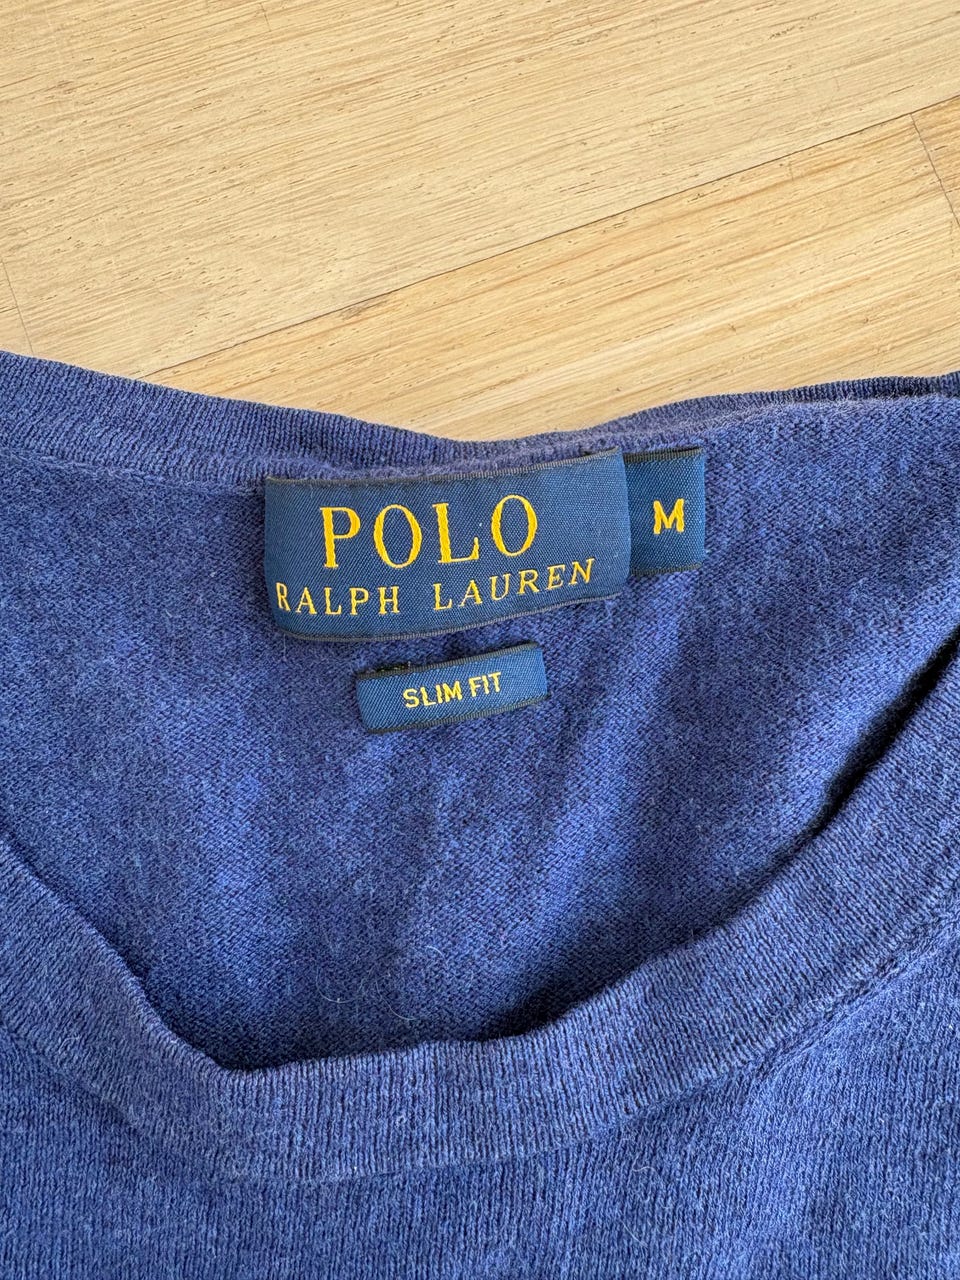 POLO
RALPH LAUREN
M
SLIM FIT